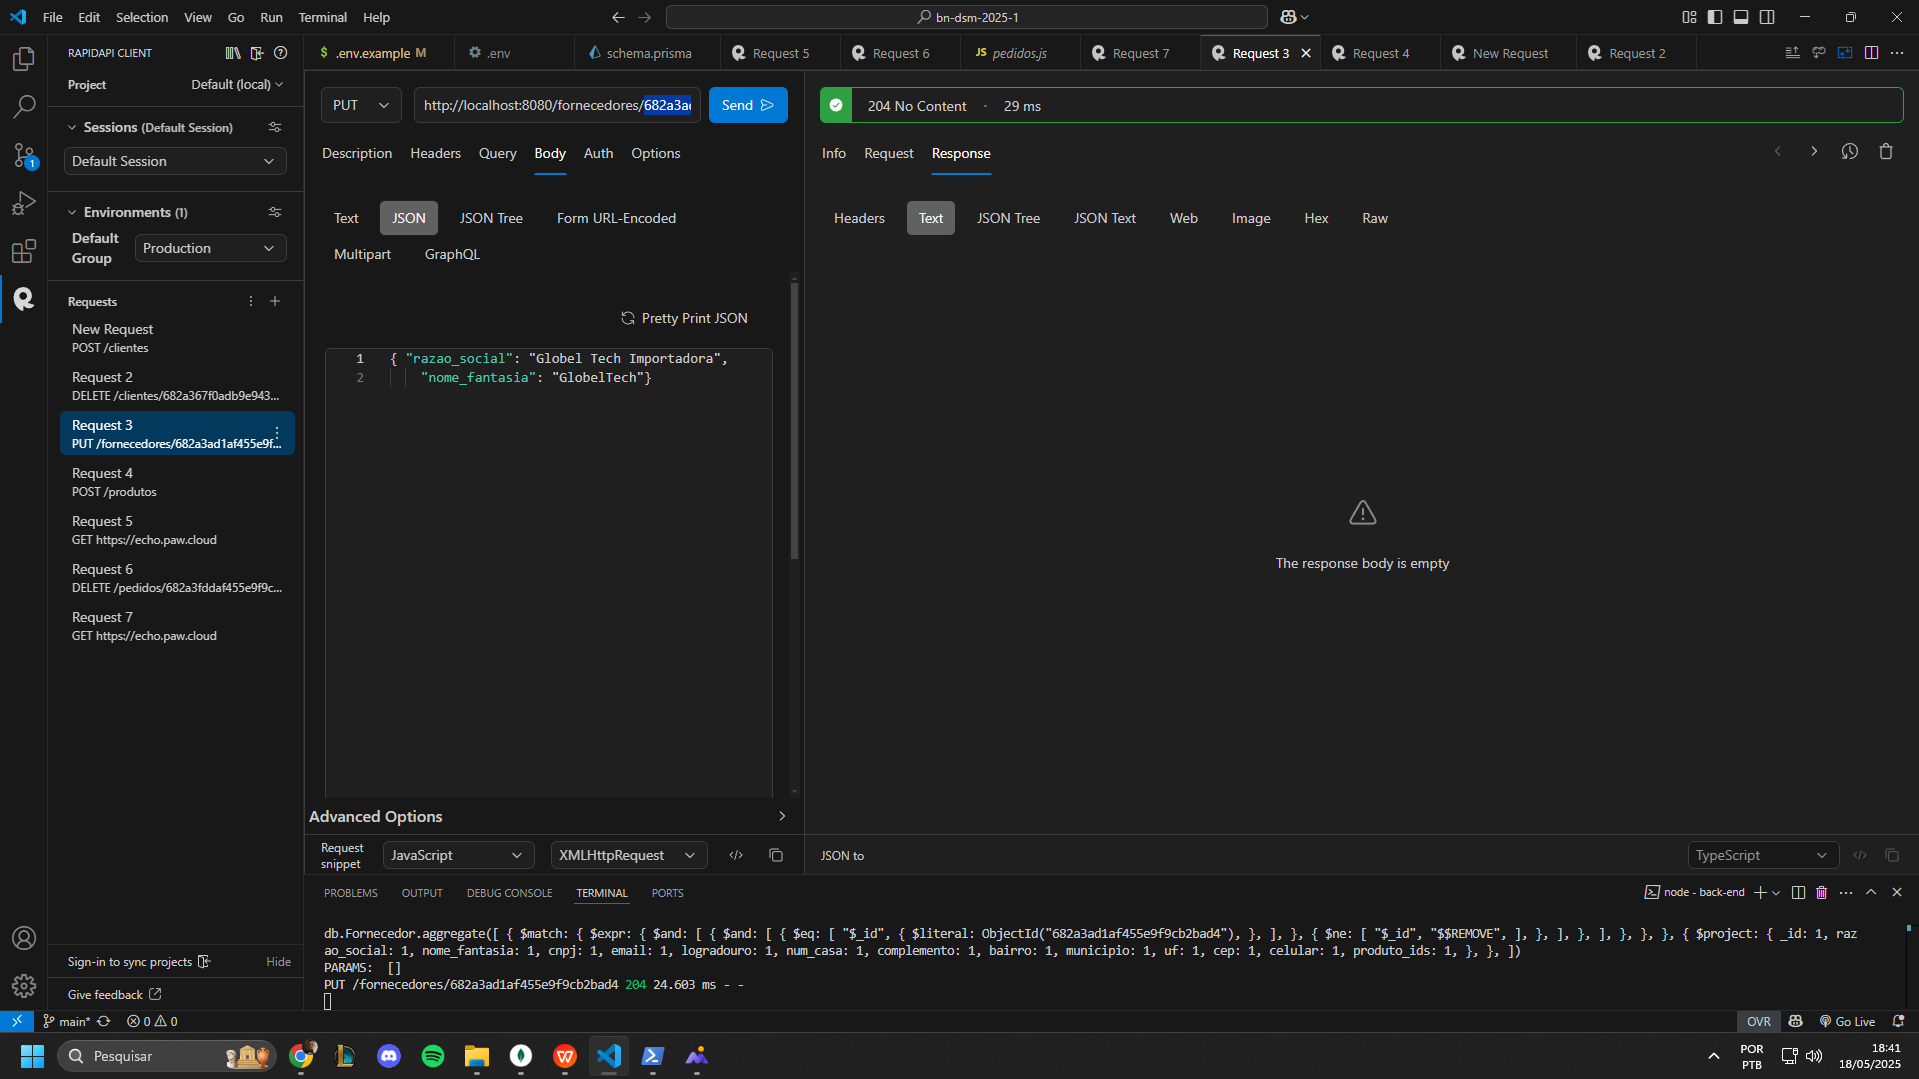 File Edit Selection View Go Run Terminal Help
bn-dsm-2025-1
RAPIDAPI CLIENT
Project
Default (local)
Sessions (Default Session)
Default Session
Environments (1)
Default Group
Production
Requests
New Request
POST /clientes
Request 2
DELETE /clientes/682a367f0adb9e943...
Request 3
PUT /fornecedores/682a3ad1af455e9f...
Request 4
POST /produtos
Request 5
GET https://echo.paw.cloud
Request 6
DELETE /pedidos/682a3fddaf455e9f9c...
Request 7
GET https://echo.paw.cloud
Sign-in to sync projects
Hide
Give feedback
$ .env.example M
.env
schema.prisma
Request 5
Request 6
JS pedidos.js
Request 7
Request 3
Request 4
New Request
Request 2
PUT
http://localhost:8080/fornecedores/682a3a
Send
Description Headers Query Body Auth Options
Text JSON JSON Tree Form URL-Encoded
Multipart GraphQL
Pretty Print JSON
1 { "razao_social": "Globel Tech Importadora",
2 "nome_fantasia": "GlobelTech"}
Advanced Options
Request snippet
JavaScript
XMLHttpRequest
204 No Content · 29 ms
Info Request Response
Headers Text JSON Tree JSON Text Web Image Hex Raw
The response body is empty
JSON to
TypeScript
PROBLEMS OUTPUT DEBUG CONSOLE TERMINAL PORTS
node - back-end
db.Fornecedor.aggregate([ { $match: { $expr: { $and: [ { $and: [ { $eq: [ "$_id", { $literal: ObjectId("682a3ad1af455e9f9cb2bad4"), }, ], }, { $ne: [ "$_id", "$$REMOVE", ], }, ], }, ], }, }, }, { $project: { _id: 1, raz
ao_social: 1, nome_fantasia: 1, cnpj: 1, email: 1, logradouro: 1, num_casa: 1, complemento: 1, bairro: 1, municipio: 1, uf: 1, cep: 1, celular: 1, produto_ids: 1, }, }, ])
PARAMS: []
PUT /fornecedores/682a3ad1af455e9f9cb2bad4 204 24.603 ms - -
main* 0 0
OVR
Go Live
Pesquisar
POR
PTB
18:41
18/05/2025